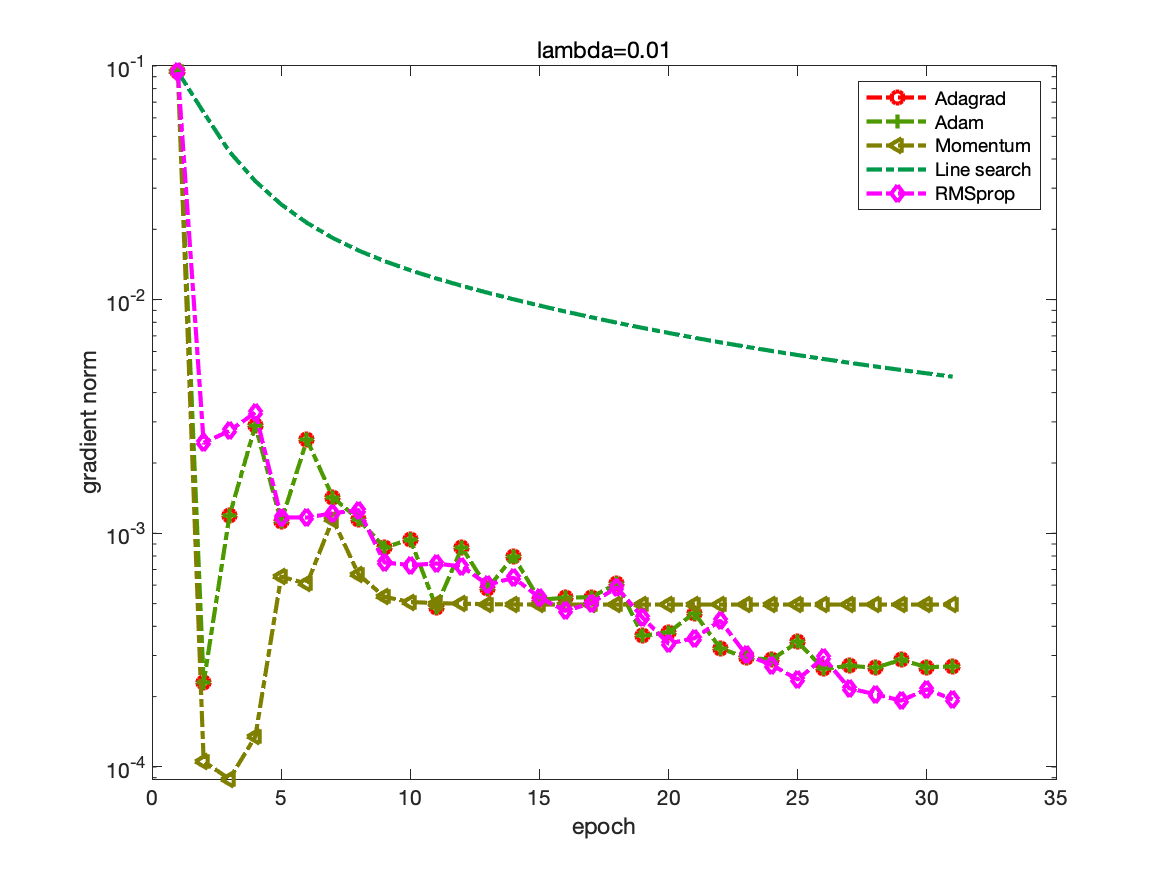 lambda=0.01
10-1
10-2
10-3
10-4
gradient norm
Adagrad
Adam
Momentum
Line search
RMSprop
0 5 10 15 20 25 30 35
epoch